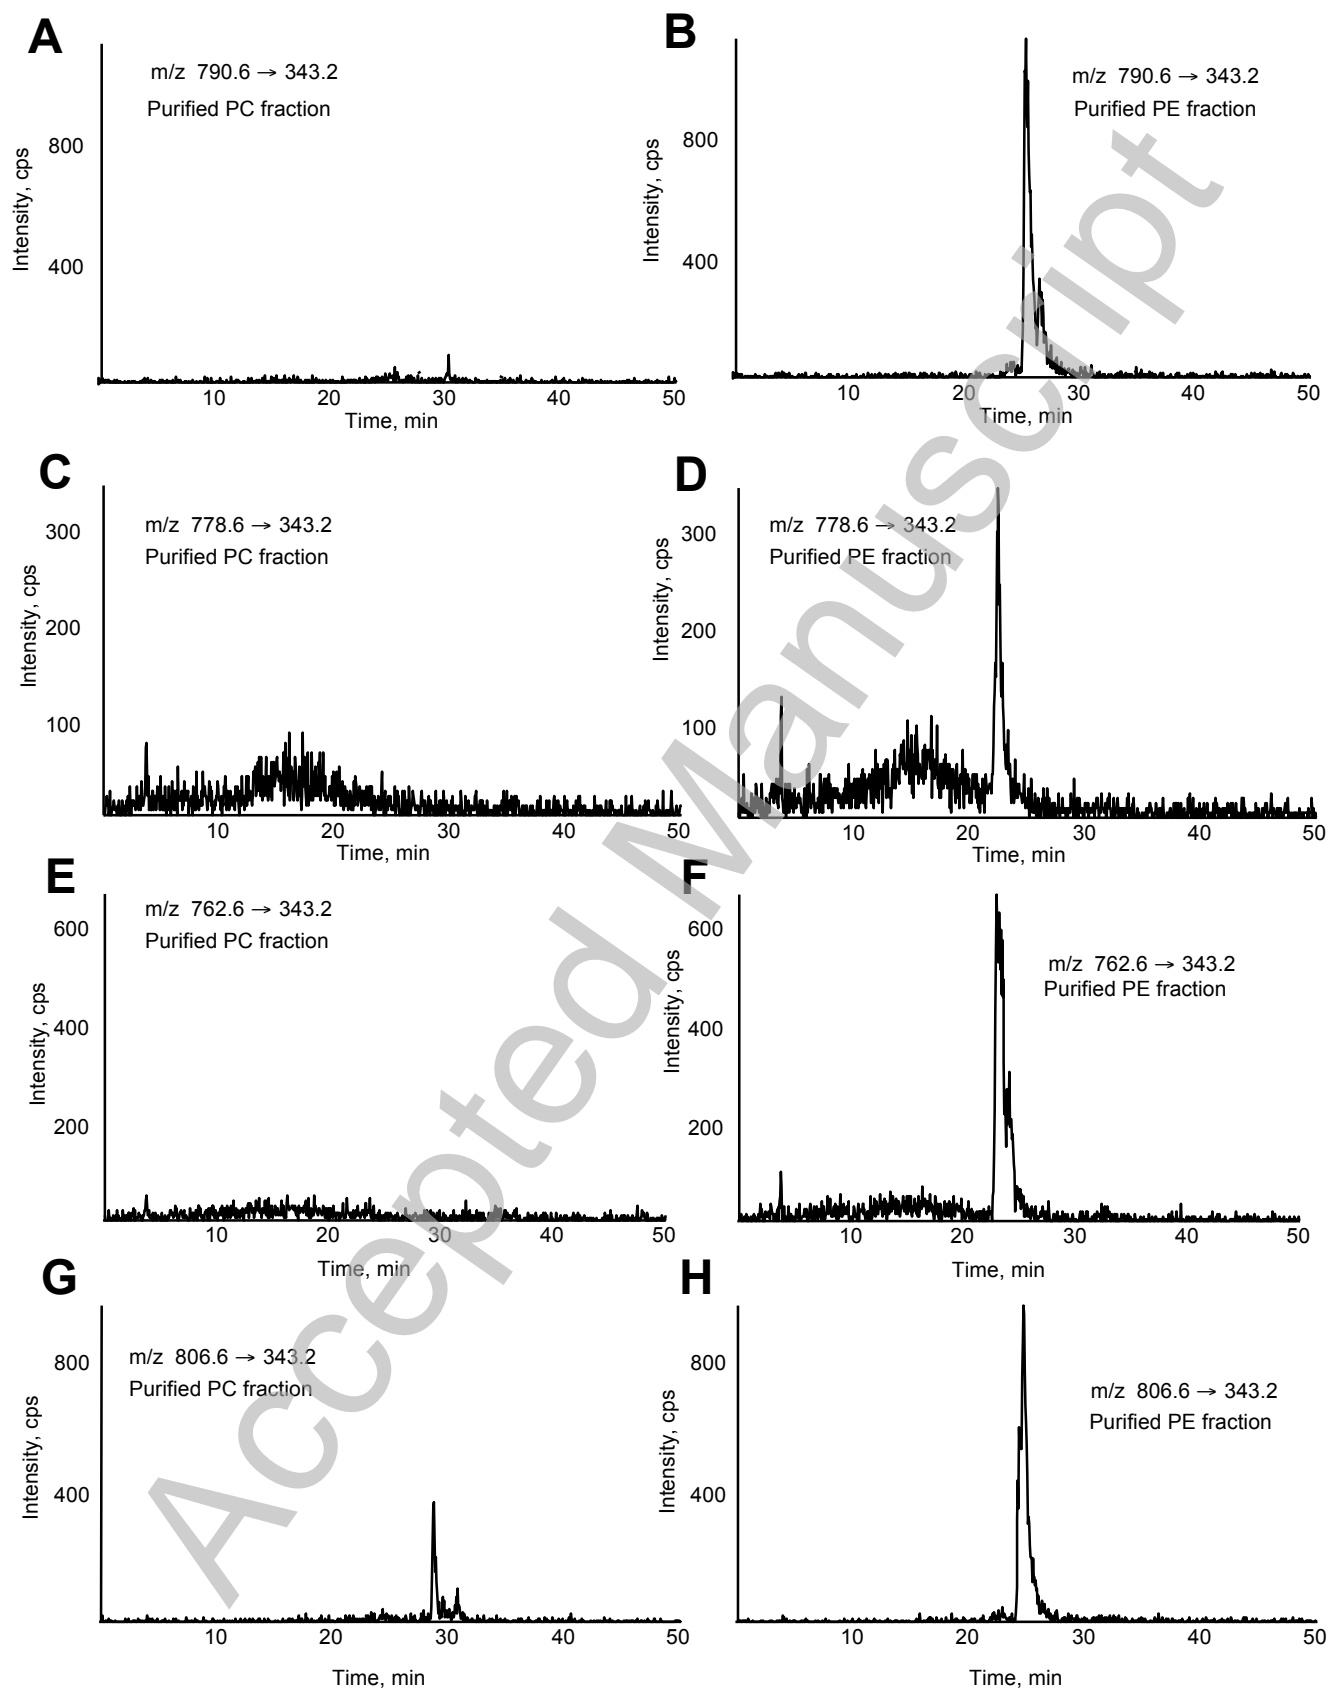 A
m/z 790.6 → 343.2
Purified PC fraction
Intensity, cps
800
400
10 20 30 40 50
Time, min
B
m/z 790.6 → 343.2
Purified PE fraction
Intensity, cps
800
400
10 20 30 40 50
Time, min
C
m/z 778.6 → 343.2
Purified PC fraction
Intensity, cps
300
200
100
10 20 30 40 50
Time, min
D
m/z 778.6 → 343.2
Purified PE fraction
Intensity, cps
300
200
100
10 20 30 40 50
Time, min
E
m/z 762.6 → 343.2
Purified PC fraction
Intensity, cps
600
400
200
10 20 30 40 50
Time, min
F
m/z 762.6 → 343.2
Purified PE fraction
Intensity, cps
600
400
200
10 20 30 40 50
Time, min
G
m/z 806.6 → 343.2
Purified PC fraction
Intensity, cps
800
400
10 20 30 40 50
Time, min
H
m/z 806.6 → 343.2
Purified PE fraction
Intensity, cps
800
400
10 20 30 40 50
Time, min
Accepted Manuscript